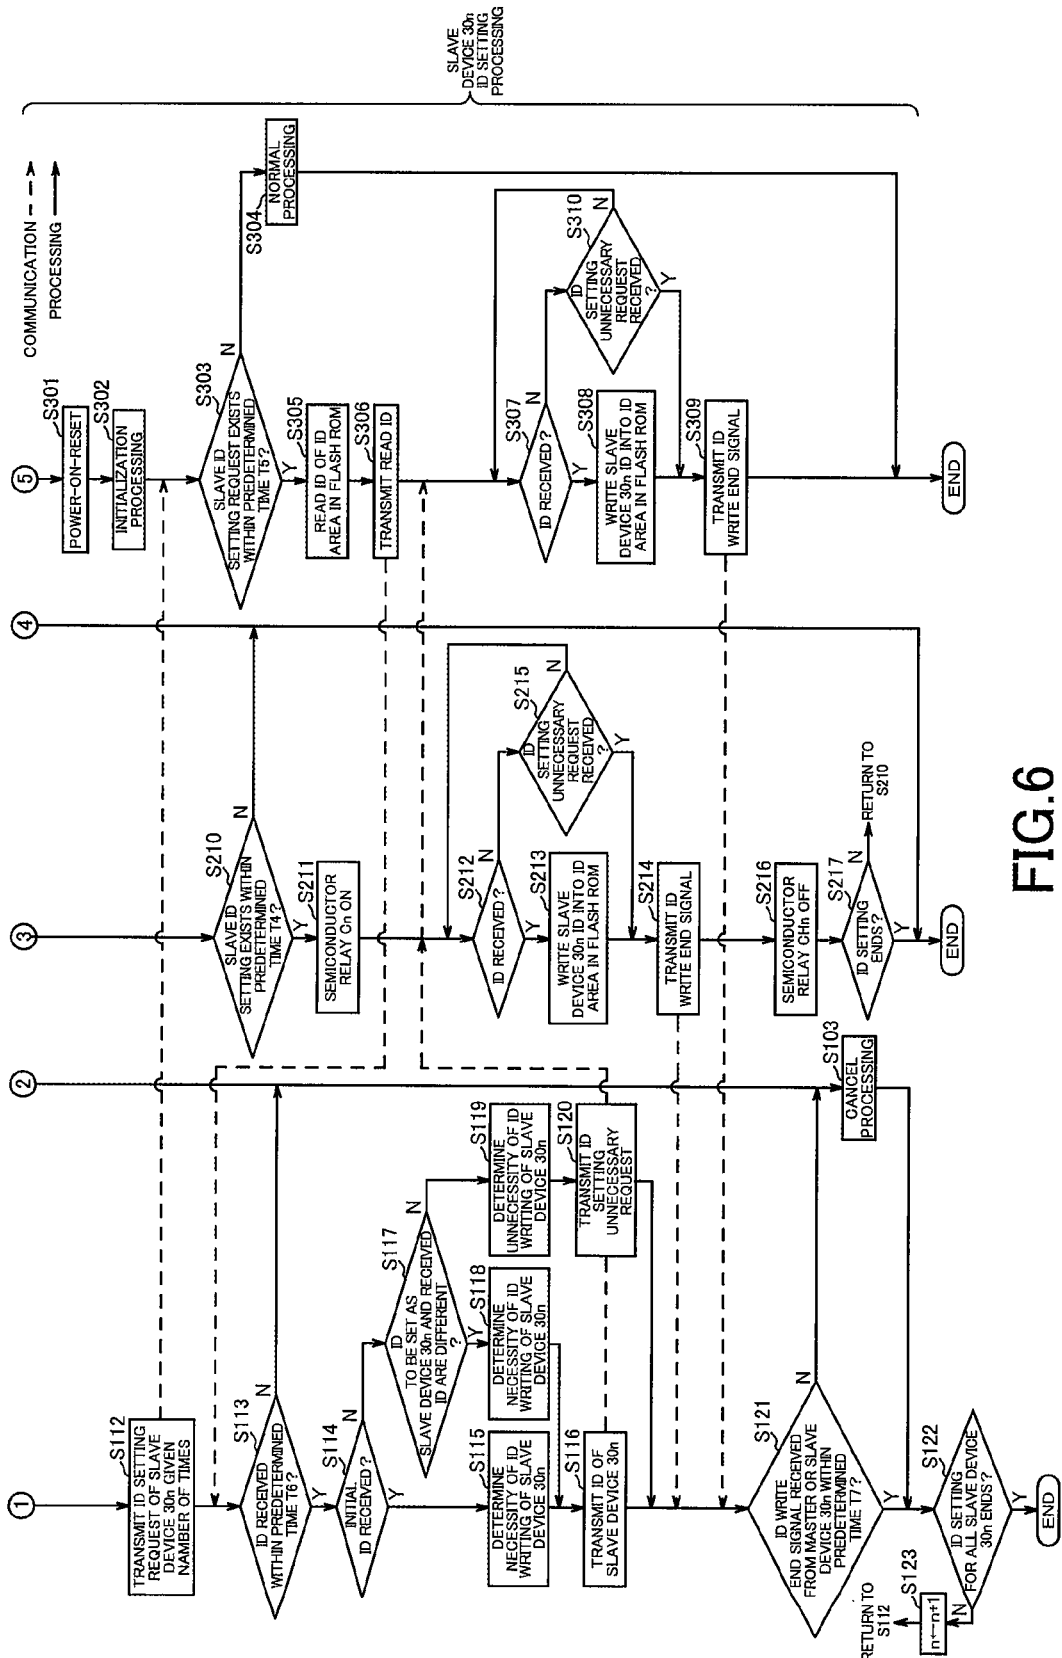 COMMUNICATION
PROCESSING
1
S112
TRANSMIT ID SETTING
REQUEST OF SLAVE
DEVICE 30n GIVEN
NAMBER OF TIMES
S113
ID RECEIVED
WITHIN PREDETERMINED
TIME T6?
N
Y
S114
INITIAL
ID RECEIVED?
N
Y
S117
ID
TO BE SET AS
SLAVE DEVICE 30n AND RECEIVED
ID ARE DIFFERENT
?
N
Y
S115
DETERMINE
NECESSITY OF ID
WRITING OF SLAVE
DEVICE 30n
S118
DETERMINE
NECESSITY OF ID
WRITING OF SLAVE
DEVICE 30n
S119
DETERMINE
UNNECESSITY OF ID
WRITING OF SLAVE
DEVICE 30n
S116
TRANSMIT ID OF
SLAVE DEVICE 30n
S120
TRANSMIT ID
SETTING
UNNECESSARY
REQUEST
S121
ID WRITE
END SIGNAL RECEIVED
FROM MASTER OR SLAVE
DEVICE 30n WITHIN
PREDETERMINED
TIME T7?
N
Y
S122
ID SETTING
FOR ALL SLAVE DEVICE
30n ENDS?
N
Y
S123
n←n+1
RETURN TO
S112
END
2
S103
CANCEL
PROCESSING
3
S210
SLAVE ID
SETTING EXISTS WITHIN
PREDETERMINED
TIME T4?
N
Y
S211
SEMICONDUCTOR
RELAY Cn ON
S212
ID RECEIVED?
N
Y
S215
ID
SETTING
UNNECESSARY
REQUEST
RECEIVED
?
N
Y
S213
WRITE SLAVE
DEVICE 30n ID INTO ID
AREA IN FLASH ROM
S214
TRANSMIT ID
WRITE END SIGNAL
S216
SEMICONDUCTOR
RELAY CHn OFF
S217
ID SETTING
ENDS?
N
RETURN TO
S210
Y
END
4
5
S301
POWER-ON-RESET
S302
INITIALIZATION
PROCESSING
S303
SLAVE ID
SETTING REQUEST EXISTS
WITHIN PREDETERMINED
TIME T5?
N
Y
S304
NORMAL
PROCESSING
S305
READ ID OF ID
AREA IN FLASH ROM
S306
TRANSMIT READ ID
S307
ID RECEIVED?
N
Y
S310
ID
SETTING
UNNECESSARY
REQUEST
RECEIVED
?
N
Y
S308
WRITE SLAVE
DEVICE 30n ID INTO ID
AREA IN FLASH ROM
S309
TRANSMIT ID
WRITE END SIGNAL
END
SLAVE
DEVICE 30n
ID SETTING
PROCESSING
FIG.6